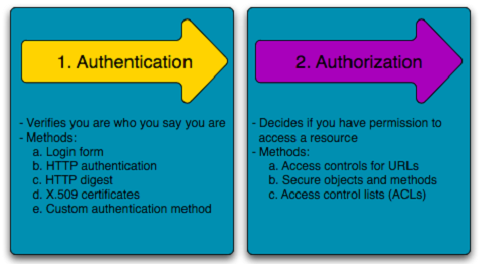 1. Authentication
- Verifies you are who you say you are
- Methods:
a. Login form
b. HTTP authentication
c. HTTP digest
d. X.509 certificates
e. Custom authentication method
2. Authorization
- Decides if you have permission to
access a resource
- Methods:
a. Access controls for URLs
b. Secure objects and methods
c. Access control lists (ACLs)